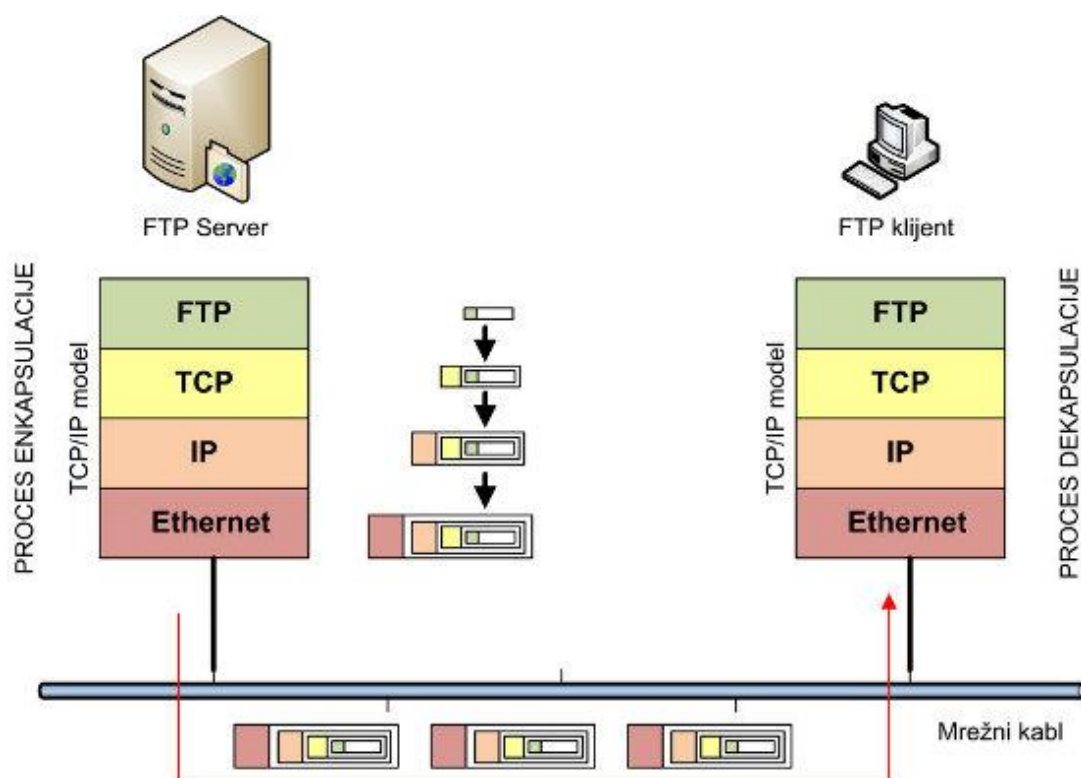 FTP Server
FTP klijent
PROCES ENKAPSULACIJE
TCP/IP model
FTP
TCP
IP
Ethernet
TCP/IP model
FTP
TCP
IP
Ethernet
PROCES DEKAPSULACIJE
Mrežni kabl